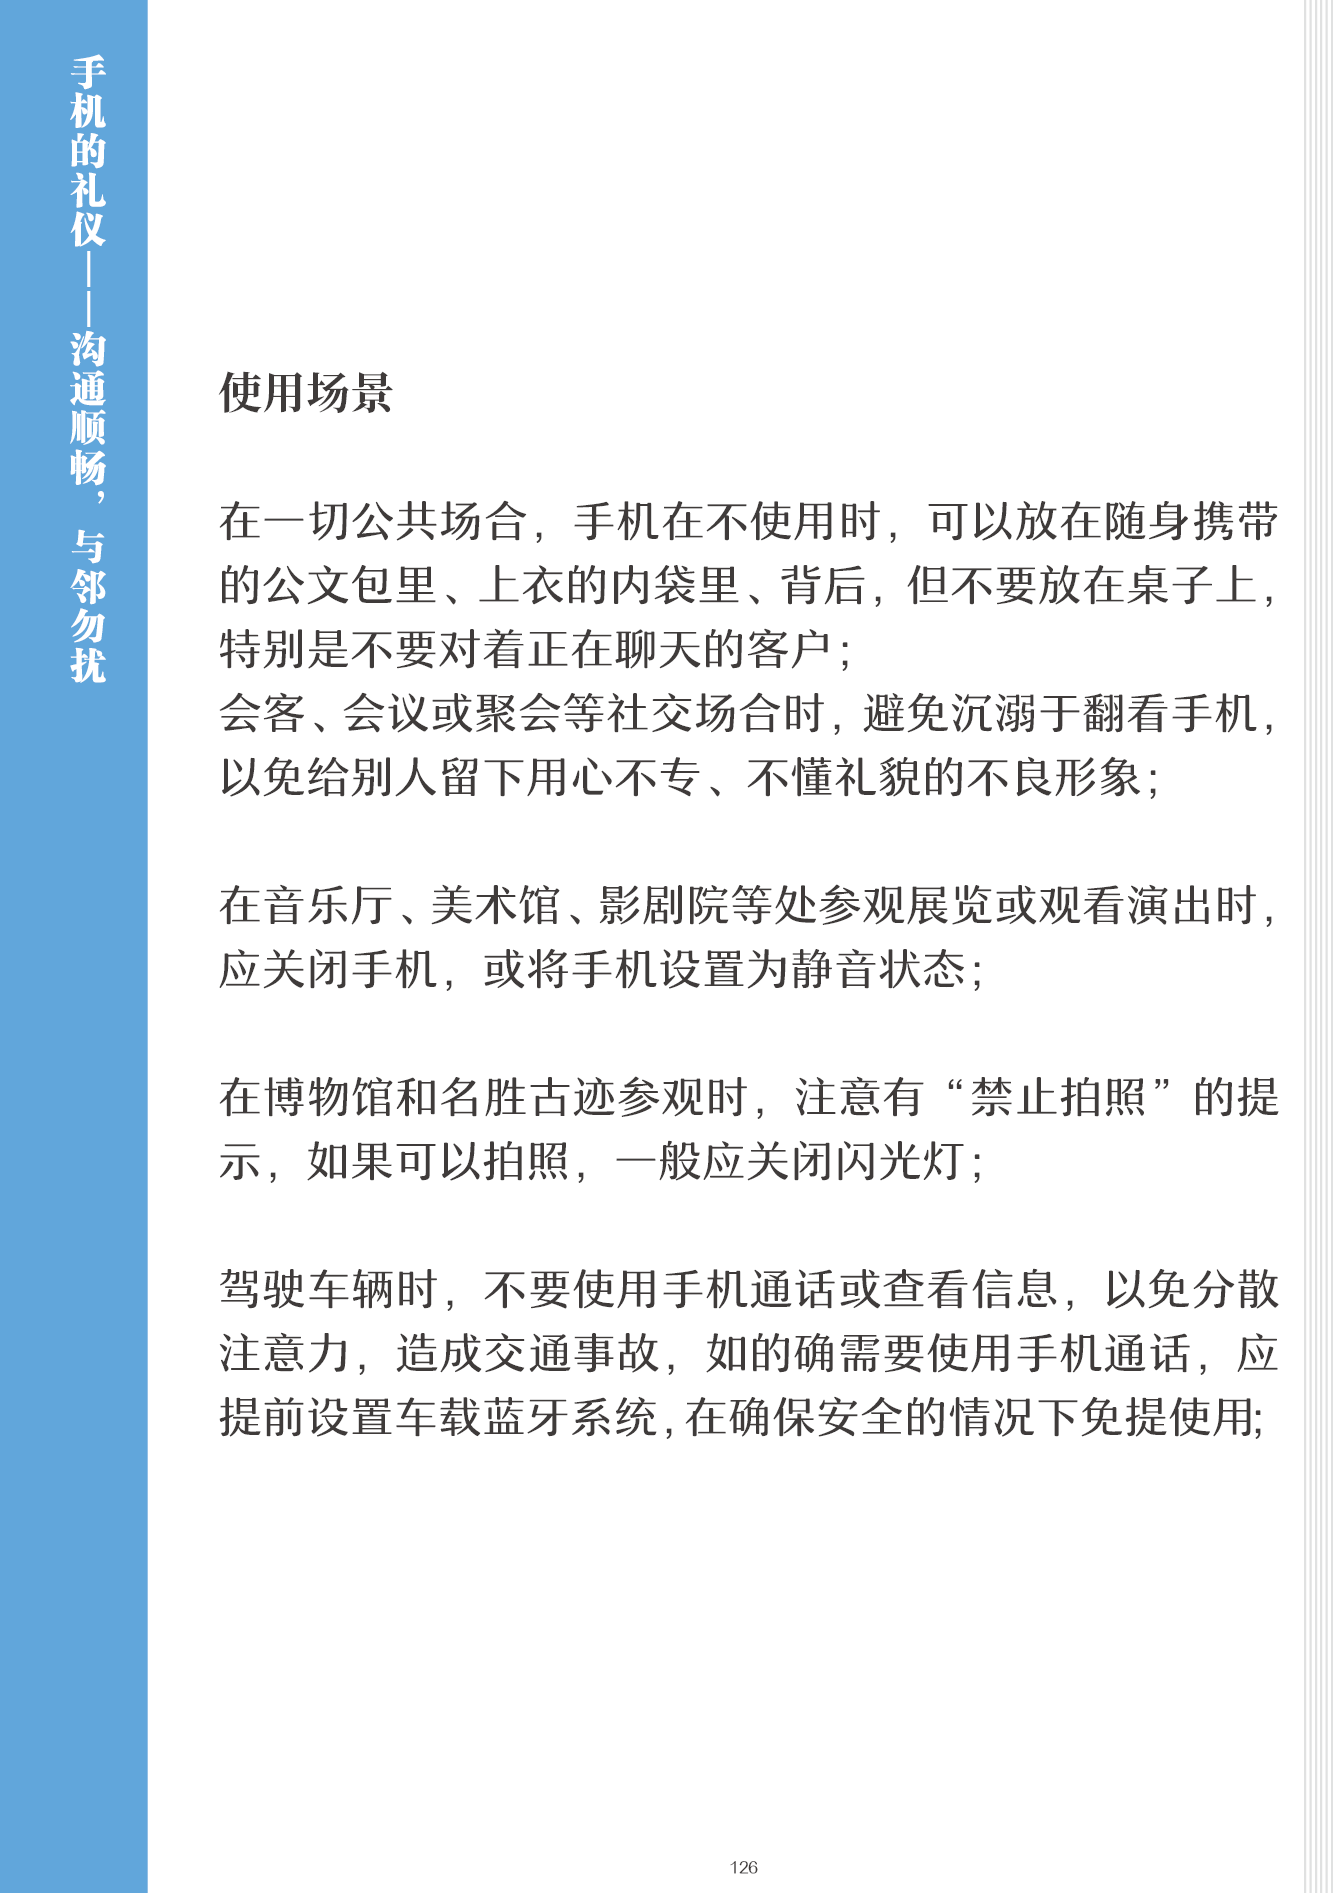 手机的礼仪——沟通顺畅，与邻勿扰
使用场景
在一切公共场合，手机在不使用时，可以放在随身携带
的公文包里、上衣的内袋里、背后，但不要放在桌子上，
特别是不要对着正在聊天的客户；
会客、会议或聚会等社交场合时，避免沉溺于翻看手机，
以免给别人留下用心不专、不懂礼貌的不良形象；
在音乐厅、美术馆、影剧院等处参观展览或观看演出时，
应关闭手机，或将手机设置为静音状态；
在博物馆和名胜古迹参观时，注意有“禁止拍照”的提
示，如果可以拍照，一般应关闭闪光灯；
驾驶车辆时，不要使用手机通话或查看信息，以免分散
注意力，造成交通事故，如的确需要使用手机通话，应
提前设置车载蓝牙系统，在确保安全的情况下免提使用；
126